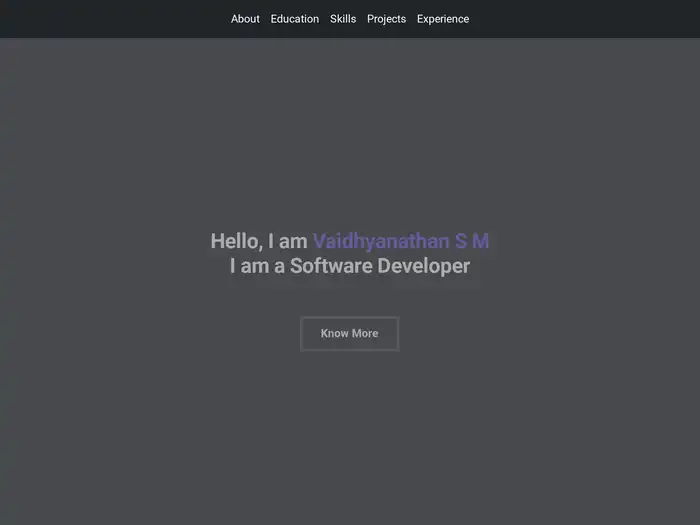 About Education Skills Projects Experience
Hello, I am Vaidhyanathan S M
I am a Software Developer
Know More